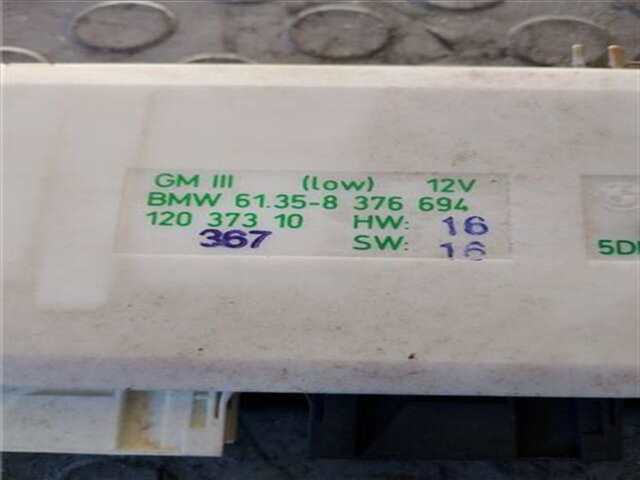 GM III (low) 12V
BMW 61.35-8 376 694
120 373 10 HW: 16
367 SW: 16
5D